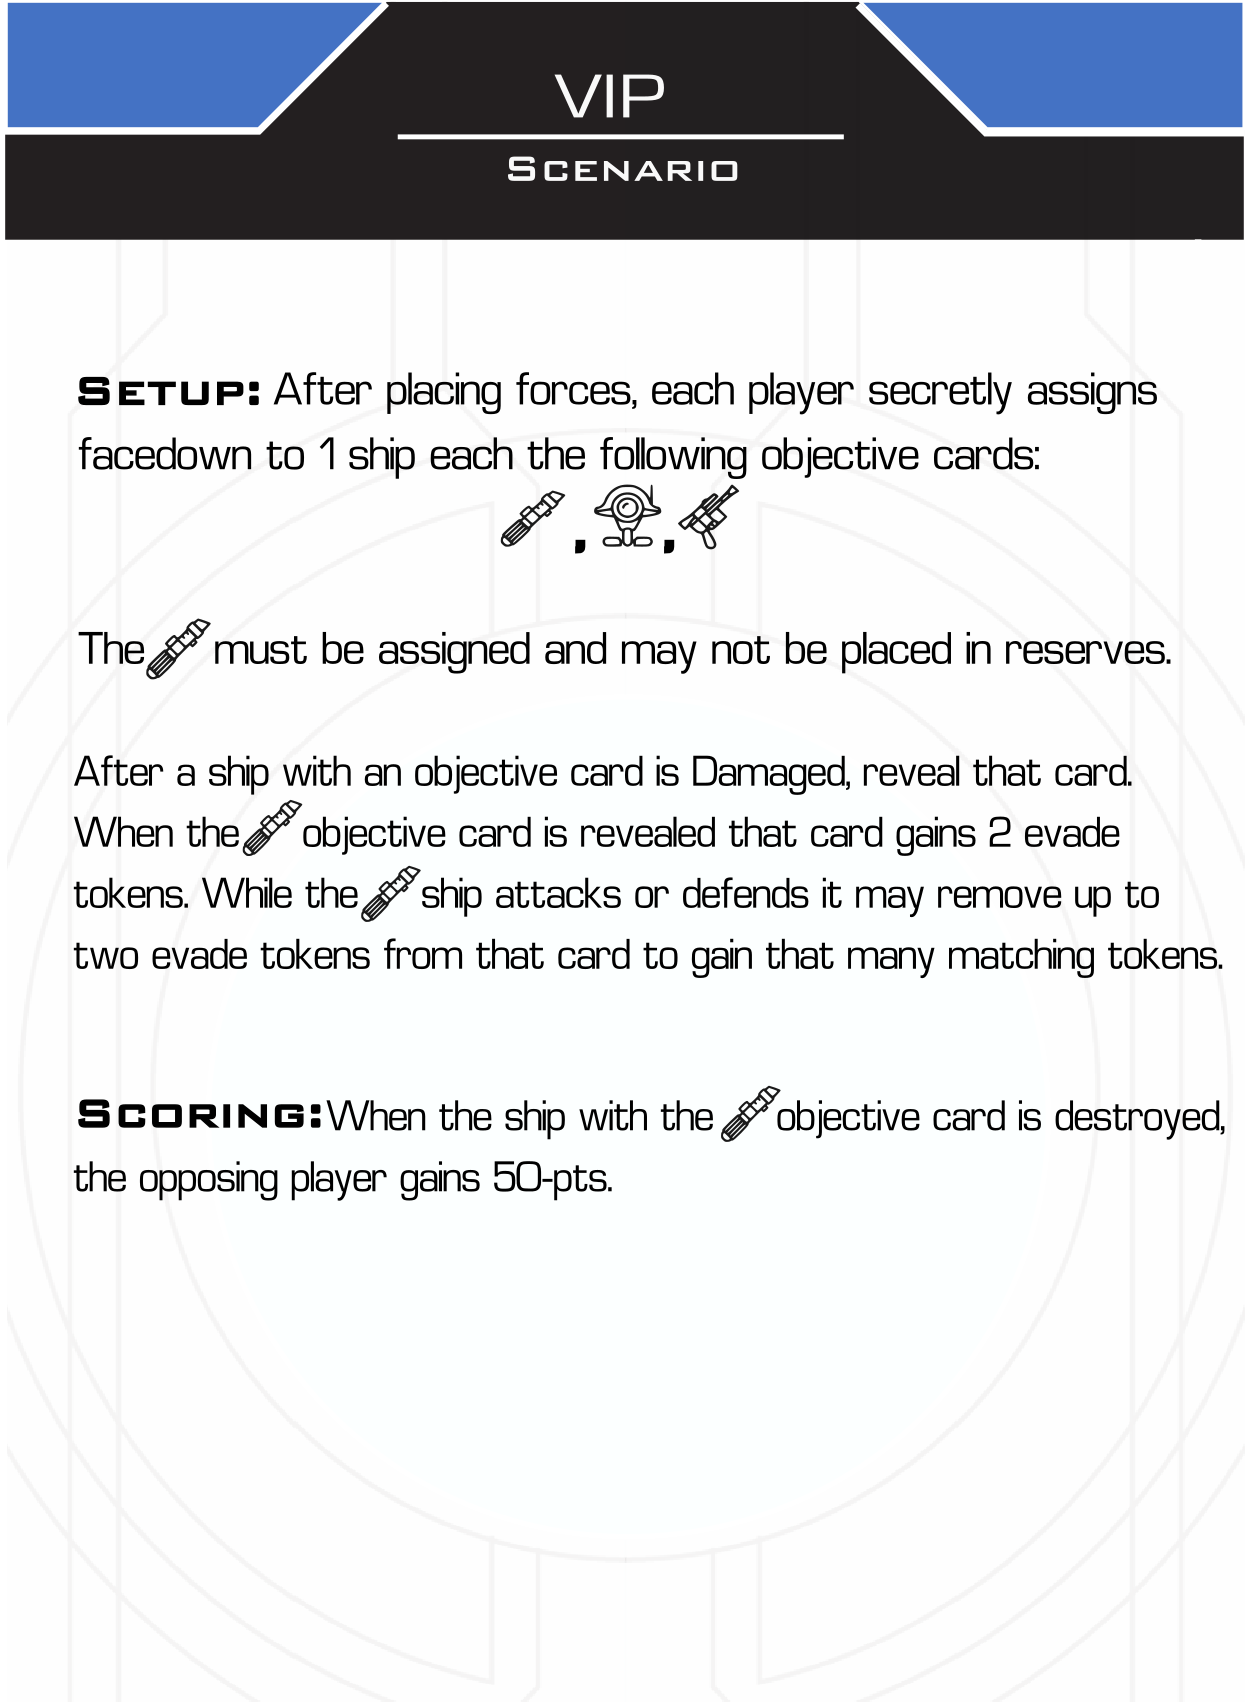 VIP
Scenario
Setup: After placing forces, each player secretly assigns
facedown to 1 ship each the following objective cards:
, ,
The must be assigned and may not be placed in reserves.
After a ship with an objective card is Damaged, reveal that card.
When the objective card is revealed that card gains 2 evade
tokens. While the ship attacks or defends it may remove up to
two evade tokens from that card to gain that many matching tokens.
Scoring: When the ship with the objective card is destroyed,
the opposing player gains 50-pts.